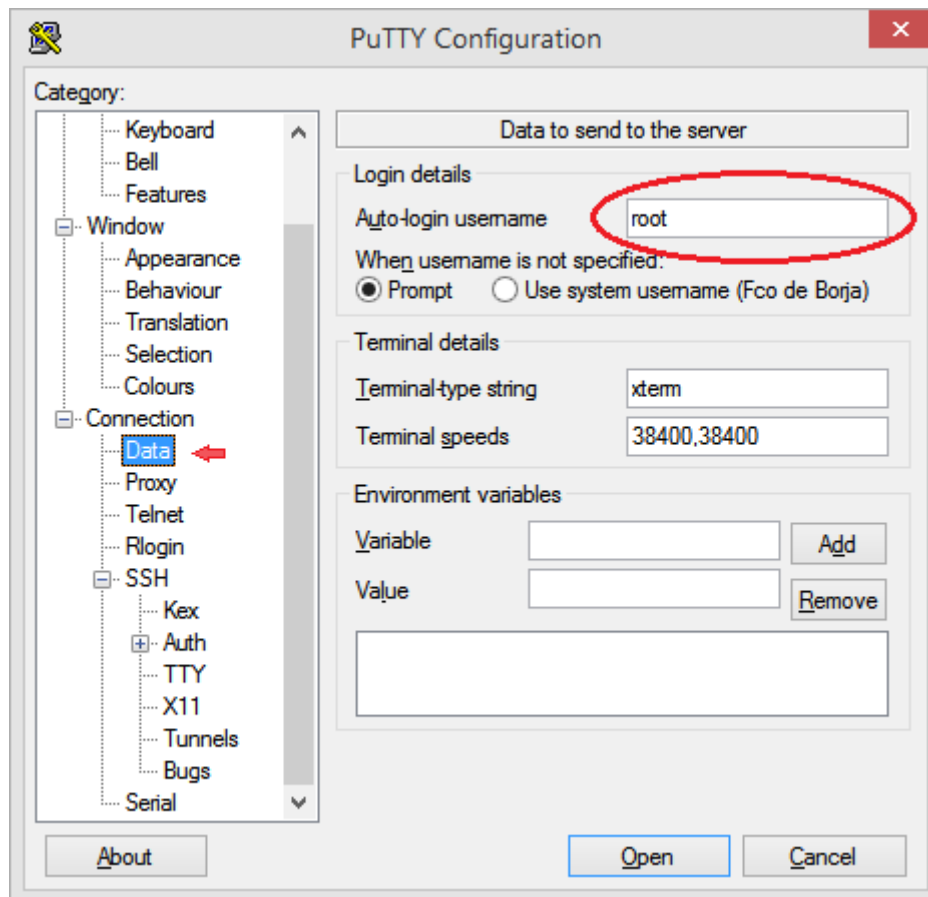 PuTTY Configuration
Category:
Keyboard
Bell
Features
Window
Appearance
Behaviour
Translation
Selection
Colours
Connection
Data
Proxy
Telnet
Rlogin
SSH
Kex
Auth
TTY
X11
Tunnels
Bugs
Serial
Data to send to the server
Login details
Auto-login username root
When username is not specified:
Prompt Use system username (Fco de Borja)
Terminal details
Terminal-type string xterm
Terminal speeds 38400,38400
Environment variables
Variable Add
Value Remove
About Open Cancel